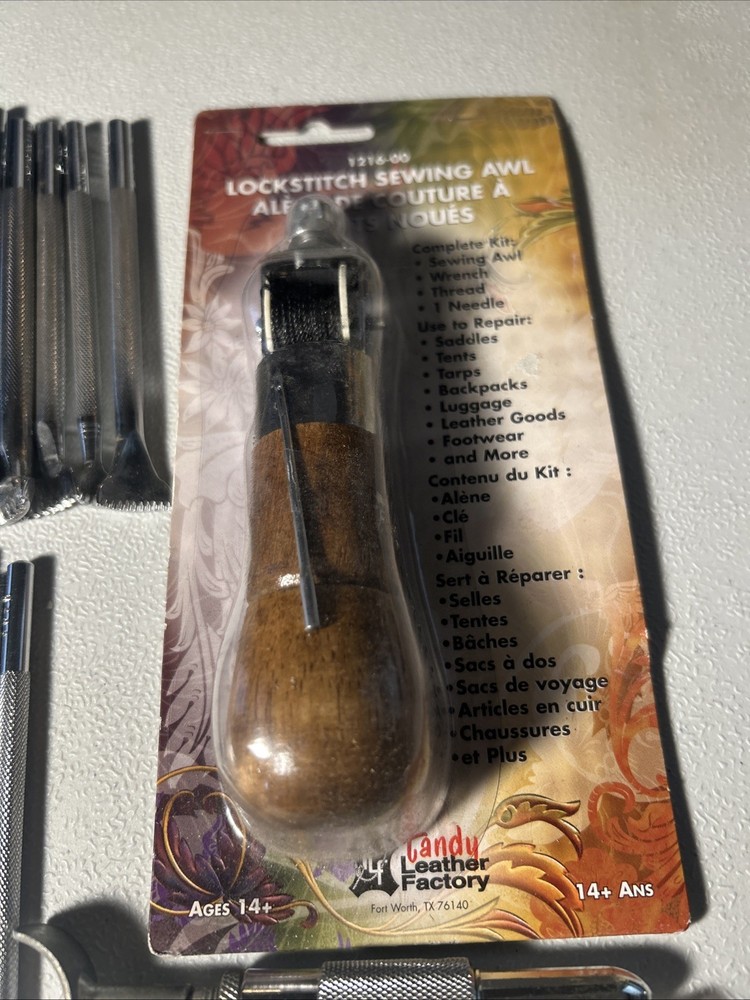 1216-00
LOCKSTITCH SEWING AWL
DE COUTURE À
NOUÉS
Complete Kit:
• Sewing Awl
• Wrench
• Thread
• 1 Needle
Use to Repair:
• Saddles
• Tents
• Tarps
• Backpacks
• Luggage
• Leather Goods
• Footwear
• and More
Contenu du Kit :
•Alène
•Clé
•Fil
•Aiguille
Sert à Réparer :
•Selles
•Tentes
•Bâches
•Sacs à dos
•Sacs de voyage
•Articles en cuir
•Chaussures
•et Plus
Tandy
Leather
Factory
Fort Worth, TX 76140
AGES 14+
14+ ANS